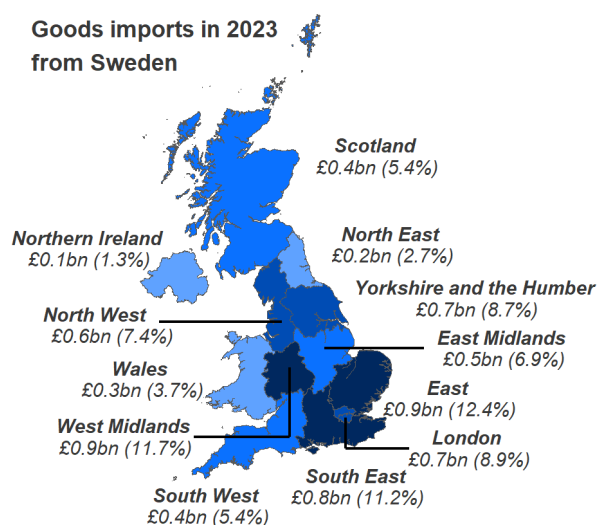 Goods imports in 2023
from Sweden
Scotland
£0.4bn (5.4%)
Northern Ireland
£0.1bn (1.3%)
North East
£0.2bn (2.7%)
Yorkshire and the Humber
£0.7bn (8.7%)
North West
£0.6bn (7.4%)
East Midlands
£0.5bn (6.9%)
Wales
£0.3bn (3.7%)
East
£0.9bn (12.4%)
West Midlands
£0.9bn (11.7%)
London
£0.7bn (8.9%)
South East
£0.8bn (11.2%)
South West
£0.4bn (5.4%)